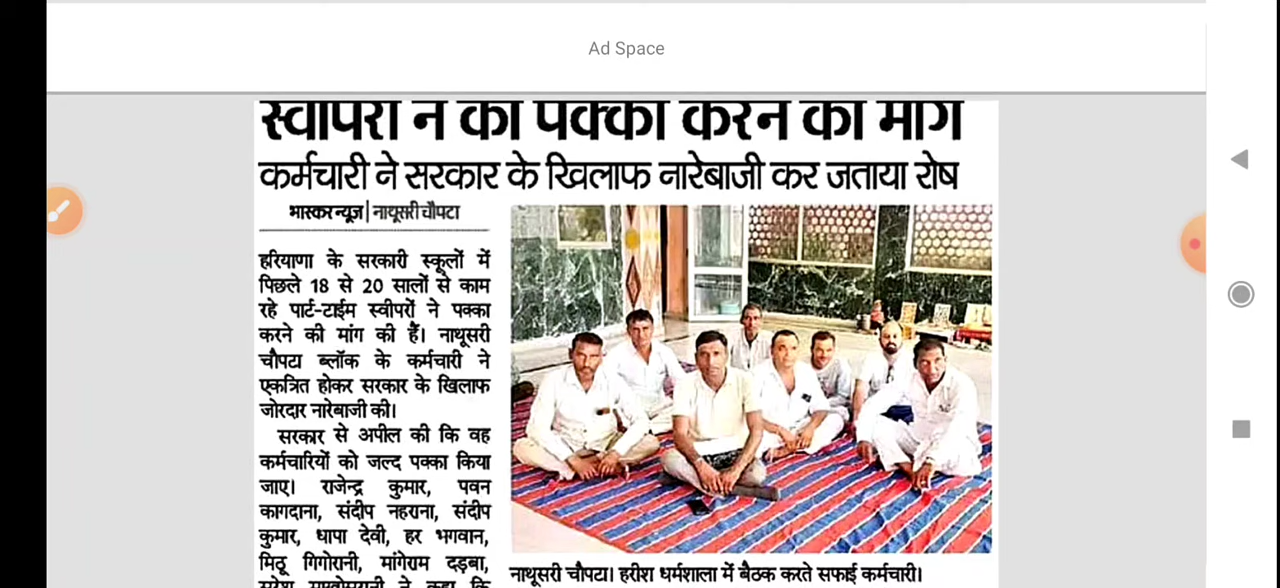 Ad Space
स्वीपरों ने की पक्का करने की मांग
कर्मचारी ने सरकार के खिलाफ नारेबाजी कर जताया रोष
भास्कर न्यूज | नाथूसरी चौपटा
हरियाणा के सरकारी स्कूलों में
पिछले 18 से 20 सालों से काम
रहे पार्ट-टाईम स्वीपरों ने पक्का
करने की मांग की हैं। नाथूसरी
चौपटा ब्लॉक के कर्मचारी ने
एकत्रित होकर सरकार के खिलाफ
जोरदार नारेबाजी की।
सरकार से अपील की कि वह
कर्मचारियों को जल्द पक्का किया
जाए। राजेन्द्र कुमार, पवन
कागदाना, संदीप नहराना, संदीप
कुमार, धापा देवी, हर भगवान,
मिठू गिगोरानी, मांगेराम दड़बा,
ने कहा कि
नाथूसरी चौपटा। हरीश धर्मशाला में बैठक करते सफाई कर्मचारी।